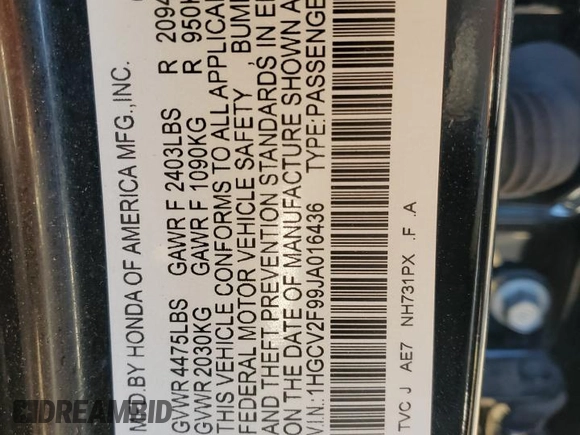 MFD.BY HONDA OF AMERICA MFG.,INC.
GVWR 4475LBS GAWR F 2403LBS R 2094
GVWR 2030KG GAWR F 1090KG R 950K
THIS VEHICLE CONFORMS TO ALL APPLICAB
FEDERAL MOTOR VEHICLE SAFETY, BUMP
AND THEFT PREVENTION STANDARDS IN E
ON THE DATE OF MANUFACTURE SHOWN A
V.I.N.:1HGCV2F99JA016436 TYPE:PASSENGE
TVC J AE7 NH731PX .F .A
DREAMBID